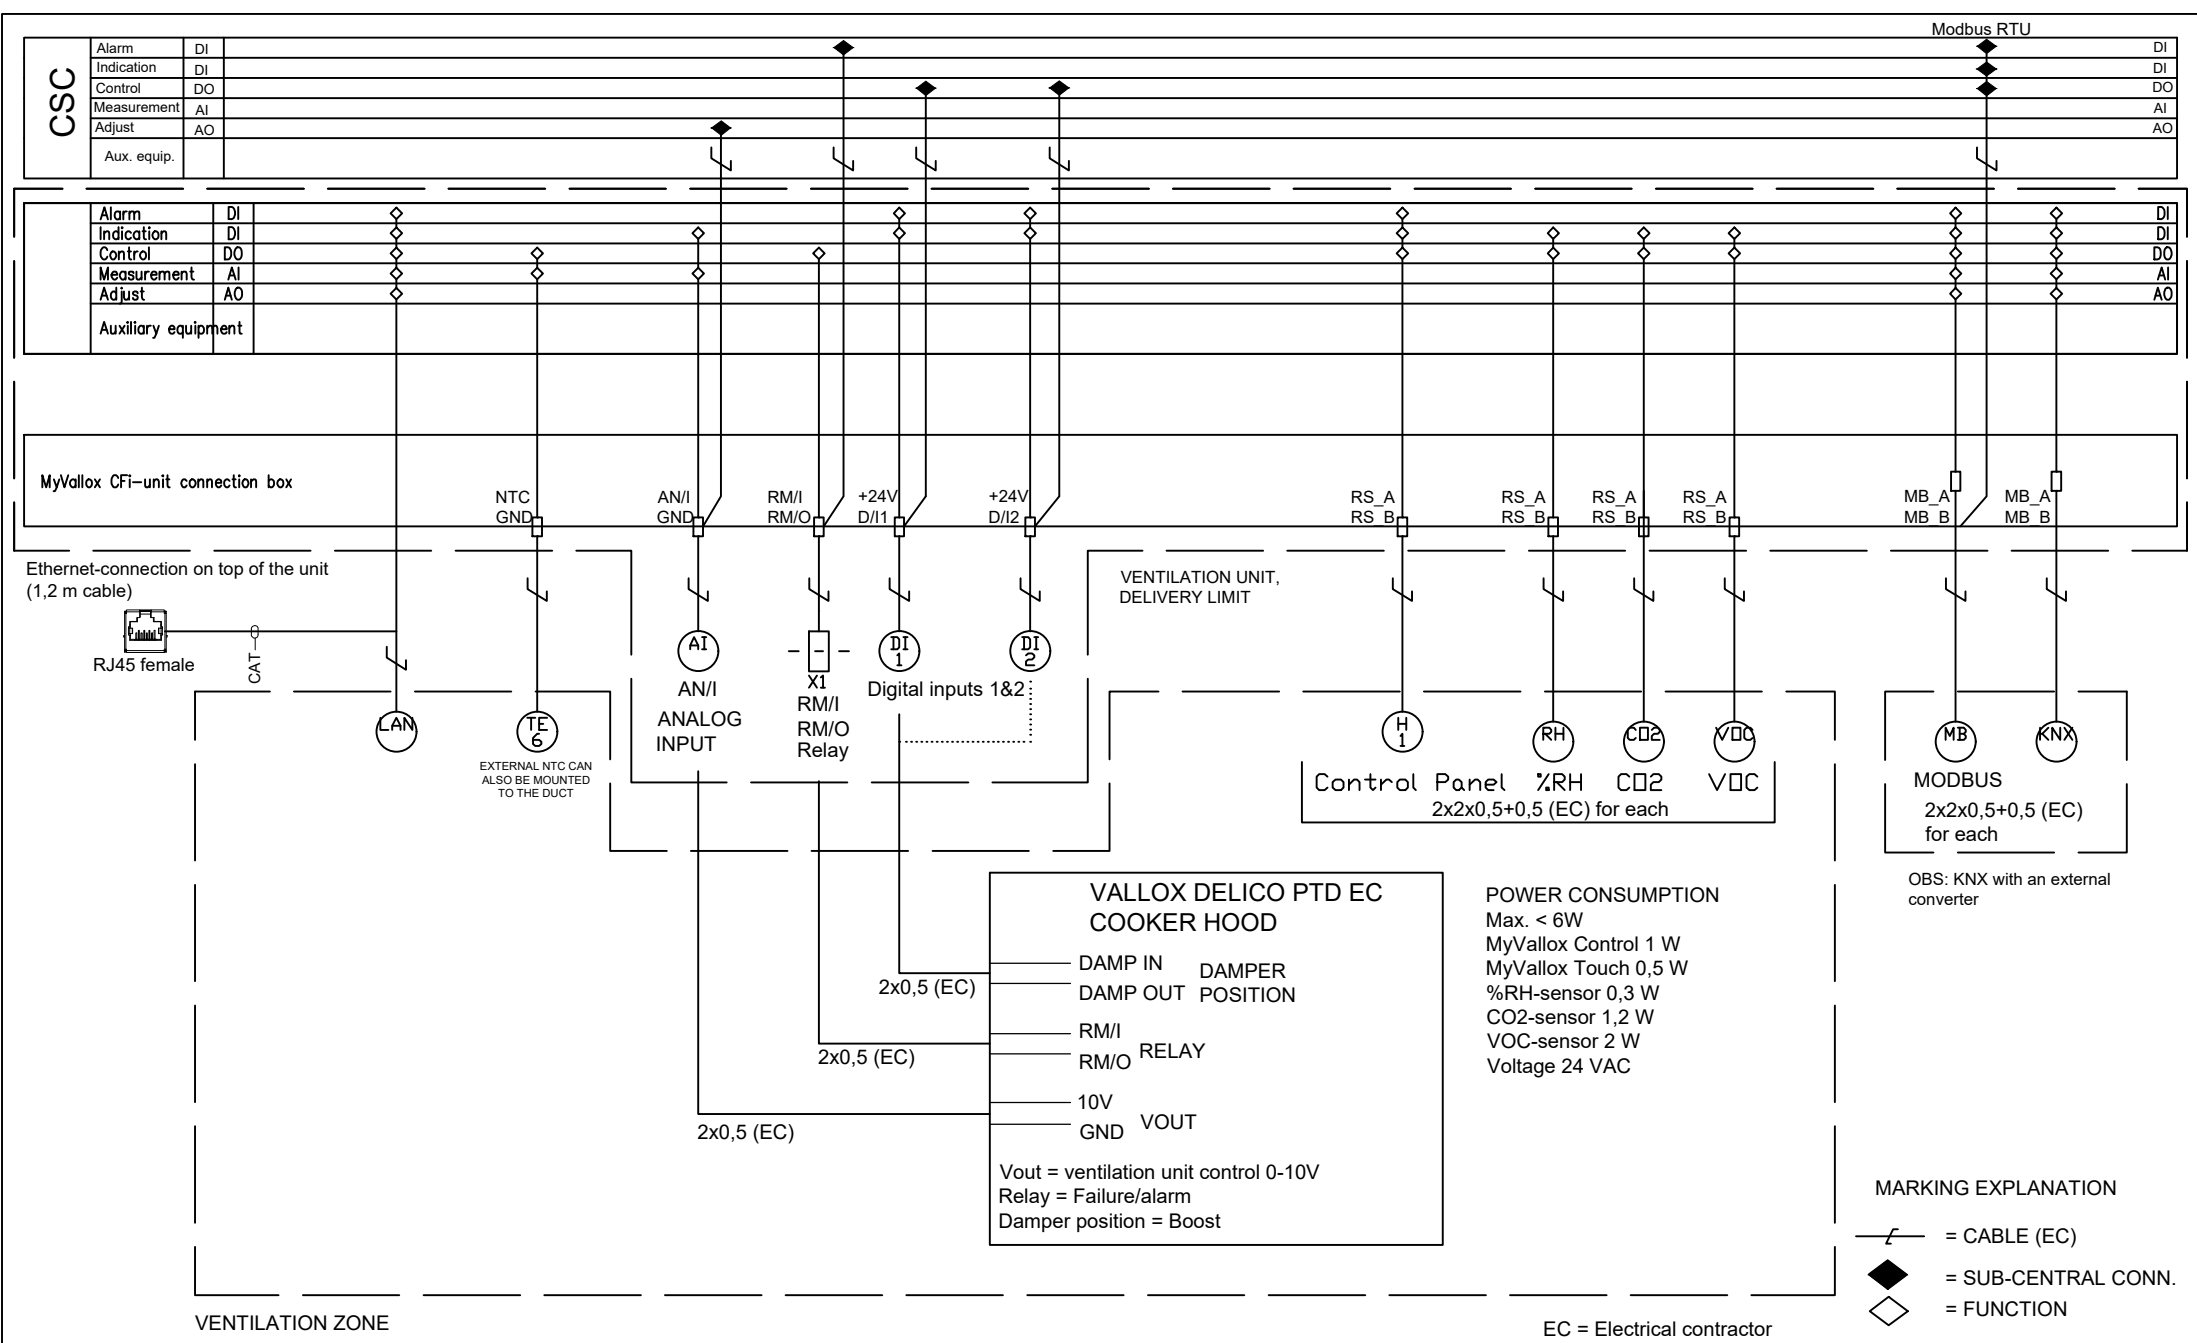 Modbus RTU
CSC
Alarm DI DI
Indication DI DI
Control DO DO
Measurement AI AI
Adjust AO AO
Aux. equip.
Alarm DI DI
Indication DI DI
Control DO DO
Measurement AI AI
Adjust AO AO
Auxiliary equipment
MyVallox CFi-unit connection box
NTC
GND
AN/I
GND
RM/I
RM/O
+24V
D/I1
+24V
D/I2
RS_A
RS_B
RS_A
RS_B
RS_A
RS_B
RS_A
RS_B
MB_A
MB_B
MB_A
MB_B
Ethernet-connection on top of the unit
(1,2 m cable)
RJ45 female
CAT
VENTILATION UNIT,
DELIVERY LIMIT
LAN
TE
6
EXTERNAL NTC CAN
ALSO BE MOUNTED
TO THE DUCT
AI
AN/I
ANALOG
INPUT
X1
RM/I
RM/O
Relay
DI
1
DI
2
Digital inputs 1&2
H
1
RH
CO2
VOC
Control Panel %RH CO2 VOC
2x2x0,5+0,5 (EC) for each
MB
KNX
MODBUS
2x2x0,5+0,5 (EC)
for each
OBS: KNX with an external
converter
VALLOX DELICO PTD EC
COOKER HOOD
DAMP IN
DAMP OUT
DAMPER
POSITION
2x0,5 (EC)
RM/I
RM/O
RELAY
2x0,5 (EC)
10V
GND
VOUT
2x0,5 (EC)
Vout = ventilation unit control 0-10V
Relay = Failure/alarm
Damper position = Boost
POWER CONSUMPTION
Max. < 6W
MyVallox Control 1 W
MyVallox Touch 0,5 W
%RH-sensor 0,3 W
CO2-sensor 1,2 W
VOC-sensor 2 W
Voltage 24 VAC
MARKING EXPLANATION
= CABLE (EC)
= SUB-CENTRAL CONN.
= FUNCTION
VENTILATION ZONE
EC = Electrical contractor